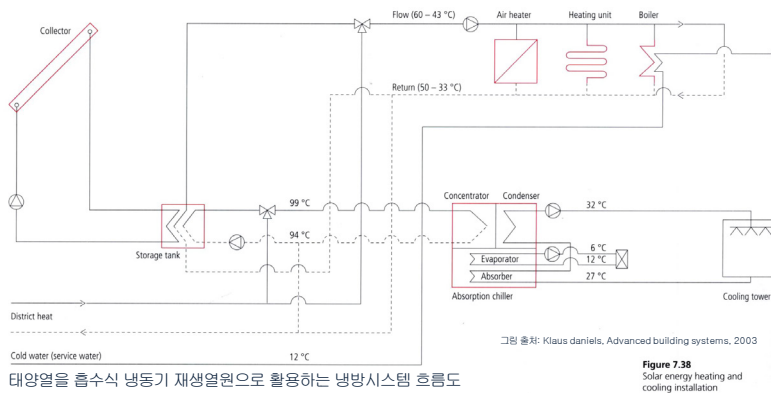 Flow (60 – 43 °C)
Air heater
Heating unit
Boiler
Collector
Return (50 – 33 °C)
99 °C
Concentrator
Condenser
32 °C
94 °C
Storage tank
6 °C
Evaporator
12 °C
Absorber
27 °C
Absorption chiller
Cooling tower
District heat
그림 출처: Klaus daniels, Advanced building systems, 2003
Cold water (service water)
12 °C
Figure 7.38
Solar energy heating and
cooling installation
태양열을 흡수식 냉동기 재생열원으로 활용하는 냉방시스템 흐름도